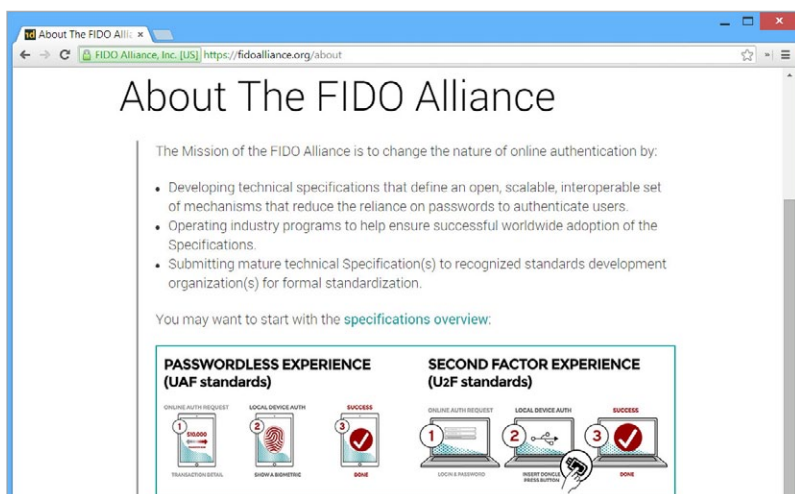 About The FIDO Alli
FIDO Alliance, Inc. [US] https://fidoalliance.org/about
About The FIDO Alliance
The Mission of the FIDO Alliance is to change the nature of online authentication by:
• Developing technical specifications that define an open, scalable, interoperable set
of mechanisms that reduce the reliance on passwords to authenticate users.
• Operating industry programs to help ensure successful worldwide adoption of the
Specifications.
• Submitting mature technical Specification(s) to recognized standards development
organization(s) for formal standardization.
You may want to start with the specifications overview:
PASSWORDLESS EXPERIENCE
(UAF standards)
ONLINE AUTH REQUEST LOCAL DEVICE AUTH SUCCESS
1 $10,000 2 3
TRANSACTION DETAIL SHOW A BIOMETRIC DONE
SECOND FACTOR EXPERIENCE
(U2F standards)
ONLINE AUTH REQUEST LOCAL DEVICE AUTH SUCCESS
1 2 3
LOGIN & PASSWORD INSERT DONGLE DONE
PRESS BUTTON